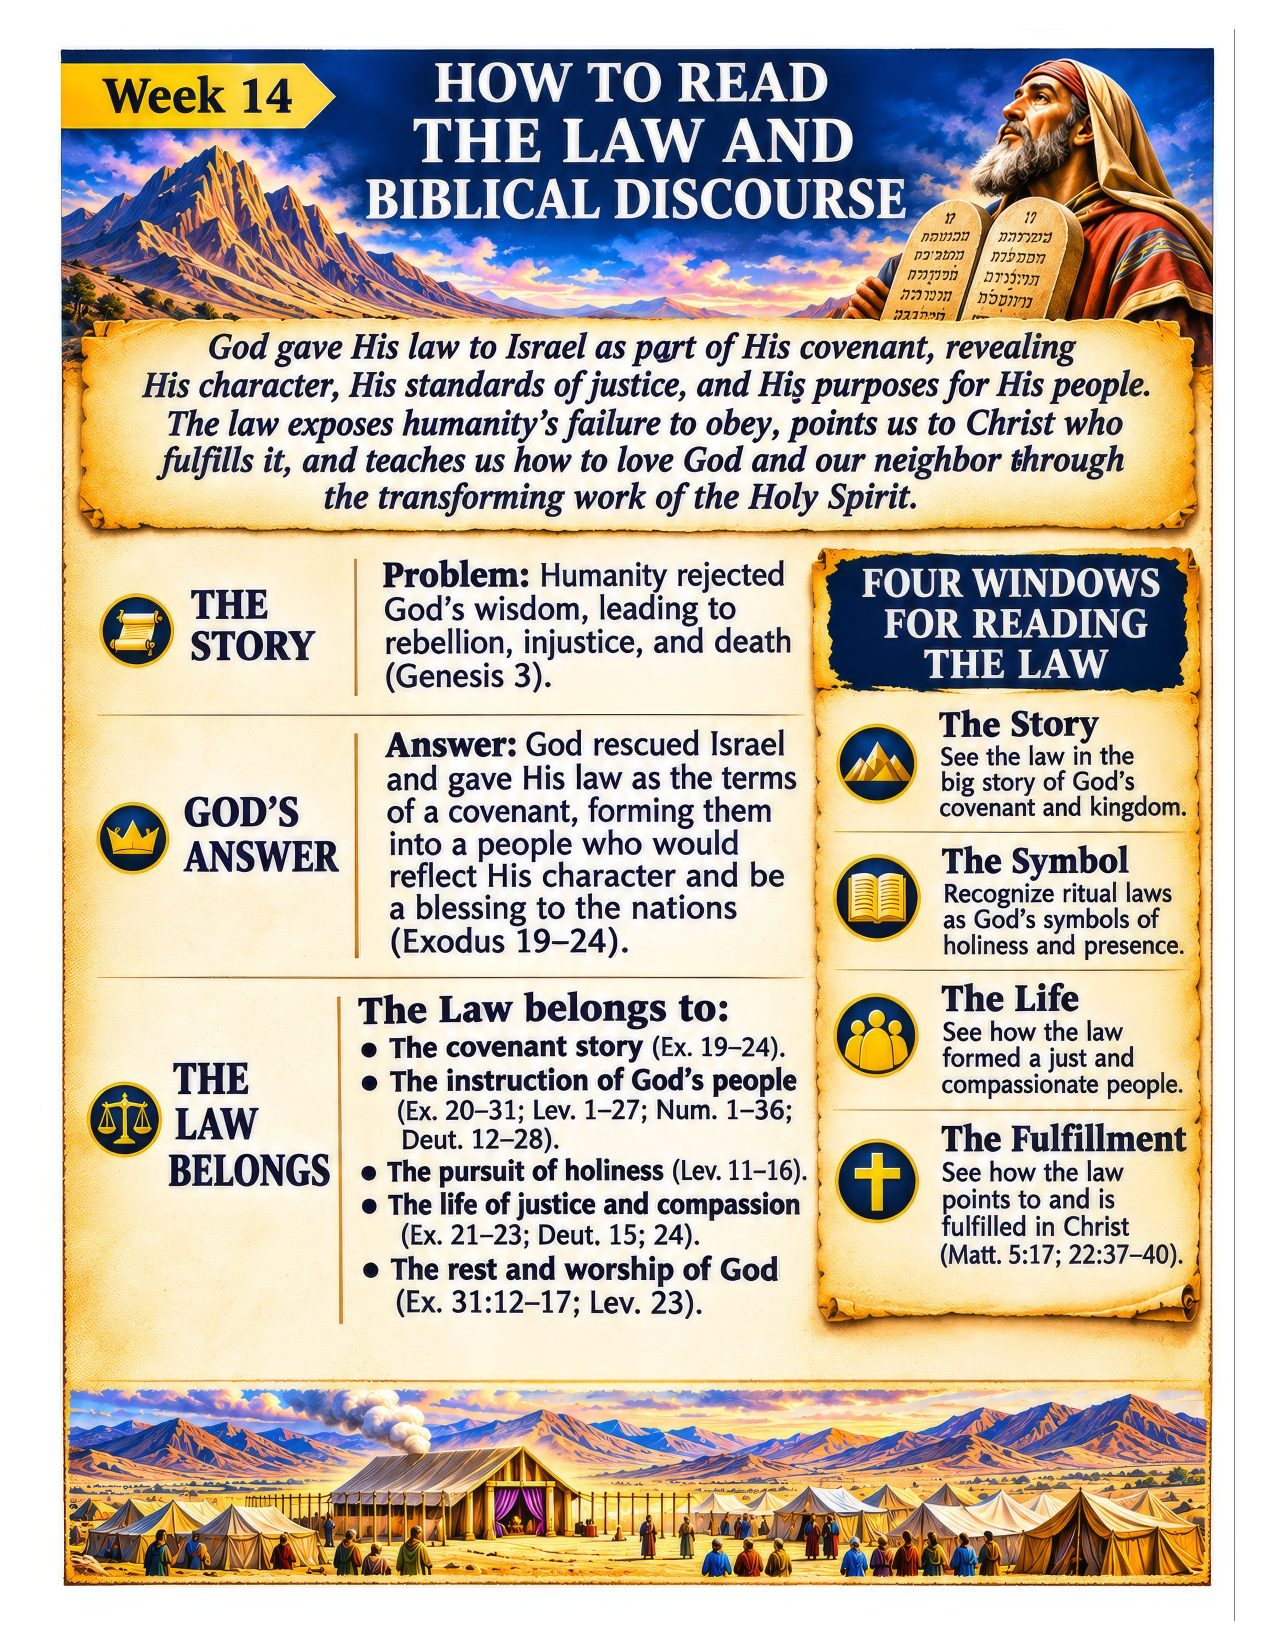 Week 14
HOW TO READ
THE LAW AND
BIBLICAL DISCOURSE
God gave His law to Israel as part of His covenant, revealing
His character, His standards of justice, and His purposes for His people.
The law exposes humanity's failure to obey, points us to Christ who
fulfills it, and teaches us how to love God and our neighbor through
the transforming work of the Holy Spirit.
THE
STORY
Problem: Humanity rejected
God's wisdom, leading to
rebellion, injustice, and death
(Genesis 3).
GOD'S
ANSWER
Answer: God rescued Israel
and gave His law as the terms
of a covenant, forming them
into a people who would
reflect His character and be
a blessing to the nations
(Exodus 19–24).
THE
LAW
BELONGS
The Law belongs to:
● The covenant story (Ex. 19–24).
● The instruction of God's people
(Ex. 20–31; Lev. 1–27; Num. 1–36;
Deut. 12–28).
● The pursuit of holiness (Lev. 11–16).
● The life of justice and compassion
(Ex. 21–23; Deut. 15; 24).
● The rest and worship of God
(Ex. 31:12–17; Lev. 23).
FOUR WINDOWS
FOR READING
THE LAW
The Story
See the law in the
big story of God's
covenant and kingdom.
The Symbol
Recognize ritual laws
as God's symbols of
holiness and presence.
The Life
See how the law
formed a just and
compassionate people.
The Fulfillment
See how the law
points to and is
fulfilled in Christ
(Matt. 5:17; 22:37–40).